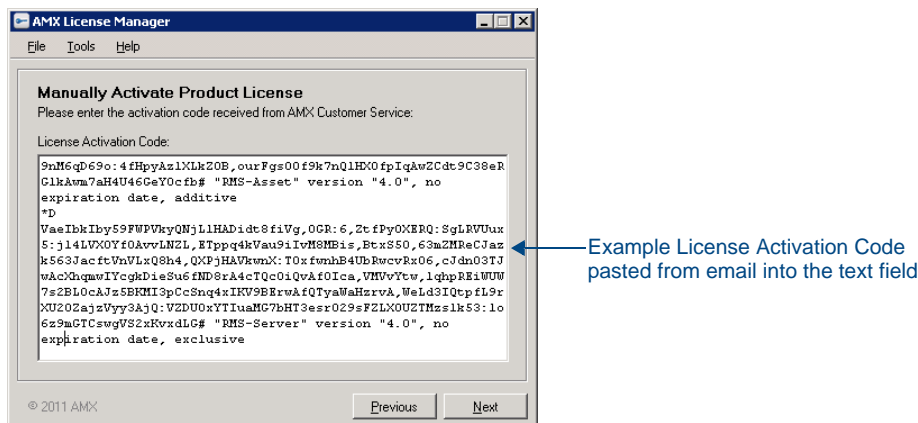 AMX License Manager
File Tools Help
Manually Activate Product License
Please enter the activation code received from AMX Customer Service:
License Activation Code:
9nM6qD69o:4fHpyAz1XLkZ0B,ourFgs00f9k7nQ1HX0fpIqAwZCdt9C38eR
G1kAwm7aH4U46GeY0cfb# "RMS-Asset" version "4.0", no
expiration date, additive
*D
VaeIbkIby59FWPVkyQNjL1HADidt8fiVg,0GR:6,ZtfPy0XERQ:SgLRVUux
5:j14LVX0Yf0AvvLNZL,ETppq4kVau9iIvM8MBis,BtxS50,63mZMReCJaz
k563JacftVnVLxQ8h4,QXPjHAVkwnX:T0xfwnhB4UbRwcvRx06,cJdn03TJ
wAcXhqmwIYcgkDieSu6fND8rA4cTQc0iQvAf0Ica,VMVvYtw,1qhpREiWUW
7s2BL0cAJz5BKMI3pCcSnq4xIKV9BErwAfQTyaWaHzrvA,WeLd3IQtpfL9r
XU2OZajzVyy3AjQ:VZDU0xYTIuaMG7bHT3esr029sFZLX0UZTMzs1k53:1o
6z9mGTCswgVS2xKvxdLG# "RMS-Server" version "4.0", no
expiration date, exclusive
Example License Activation Code
pasted from email into the text field
© 2011 AMX
Previous Next